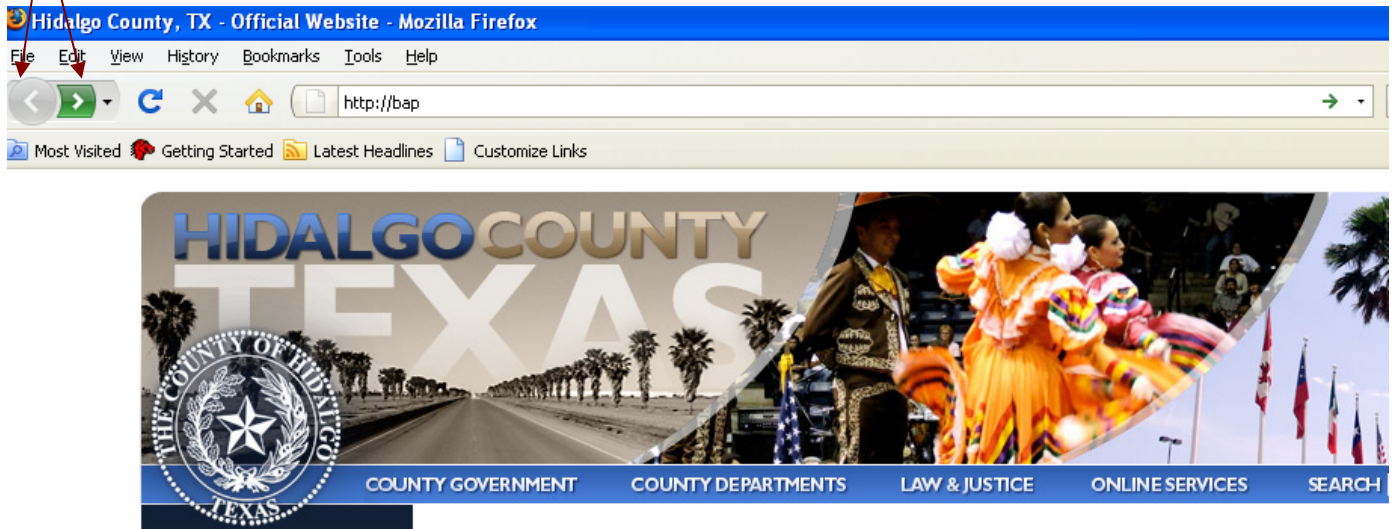 Hidalgo County, TX - Official Website - Mozilla Firefox
File Edit View History Bookmarks Tools Help
http://bap
Most Visited Getting Started Latest Headlines Customize Links
HIDALGOCOUNTY
TEXAS
THE COUNTY OF HIDALGO
TEXAS
COUNTY GOVERNMENT COUNTY DEPARTMENTS LAW & JUSTICE ONLINE SERVICES SEARCH